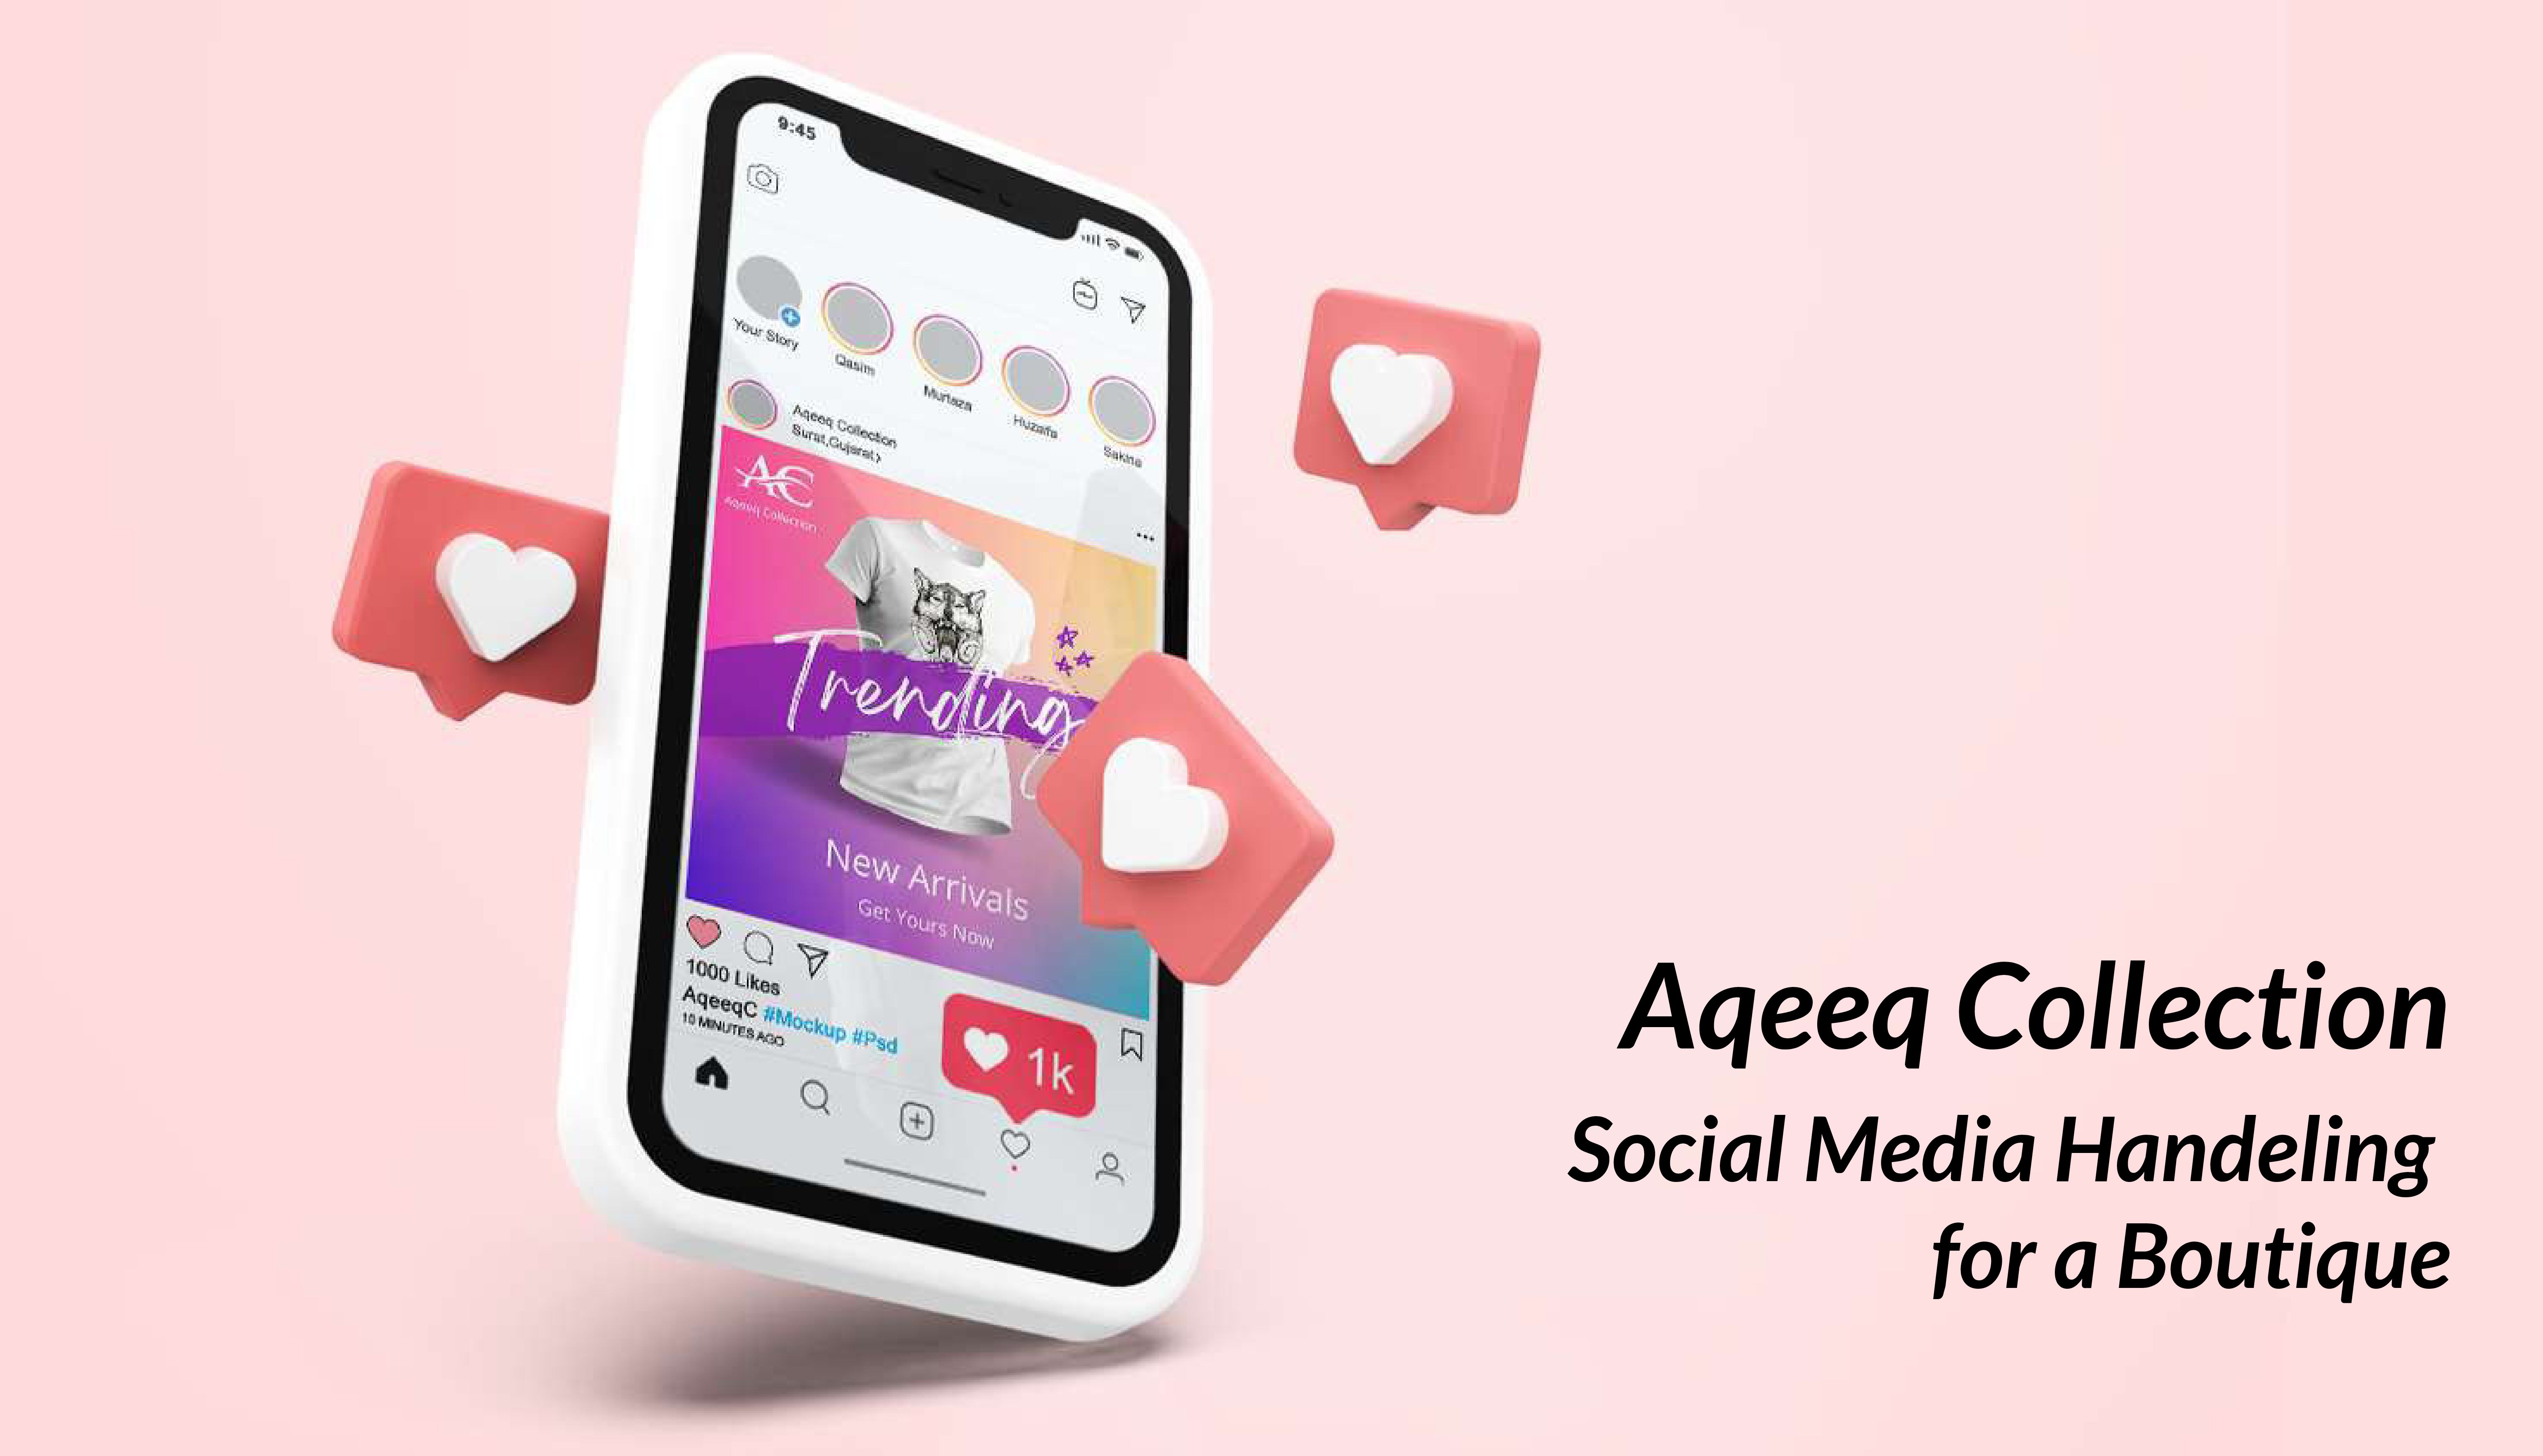 9:45
Your Story
Qasim
Murtaza
Huzaifa
Sakina
Aqeeq Collection
Surat,Gujarat>
AC
Aqeeq Collection
Trending
New Arrivals
Get Yours Now
1000 Likes
AqeeqC #Mockup #Psd
10 MINUTES AGO
1k
Aqeeq Collection
Social Media Handeling
for a Boutique